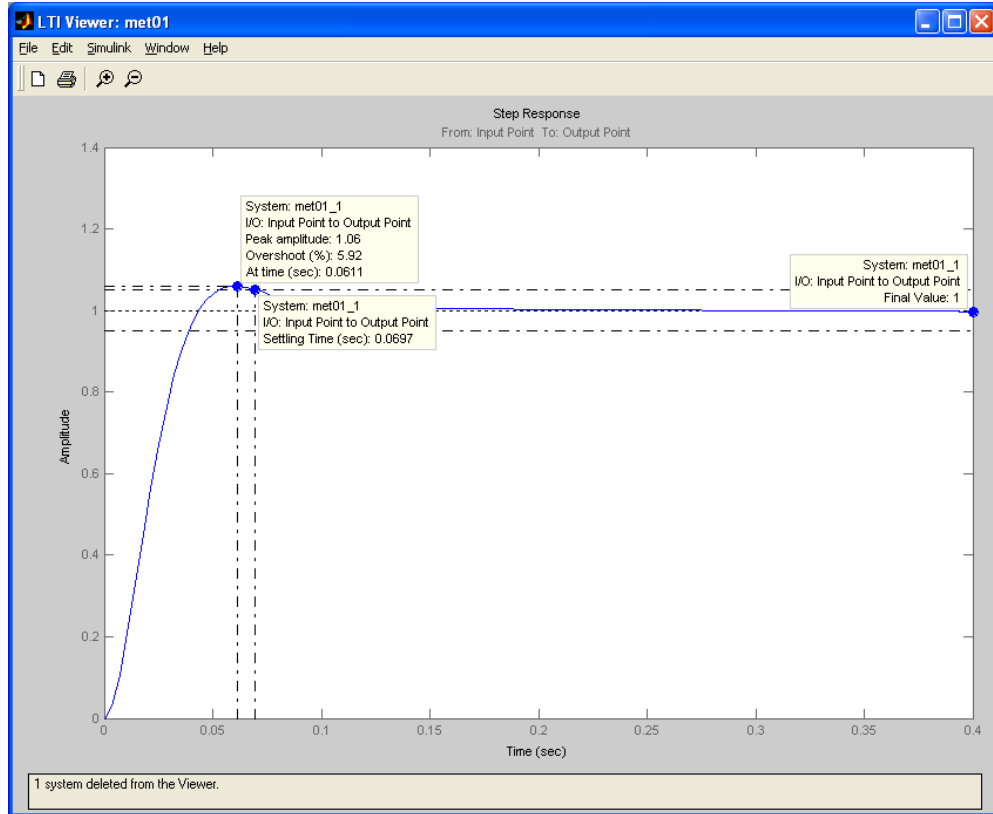 LTI Viewer: met01
File Edit Simulink Window Help
Step Response
From: Input Point To: Output Point
1.4
1.2
1
0.8
0.6
0.4
0.2
0
Amplitude
System: met01_1
I/O: Input Point to Output Point
Peak amplitude: 1.06
Overshoot (%): 5.92
At time (sec): 0.0611
System: met01_1
I/O: Input Point to Output Point
Settling Time (sec): 0.0697
System: met01_1
I/O: Input Point to Output Point
Final Value: 1
0 0.05 0.1 0.15 0.2 0.25 0.3 0.35 0.4
Time (sec)
1 system deleted from the Viewer.